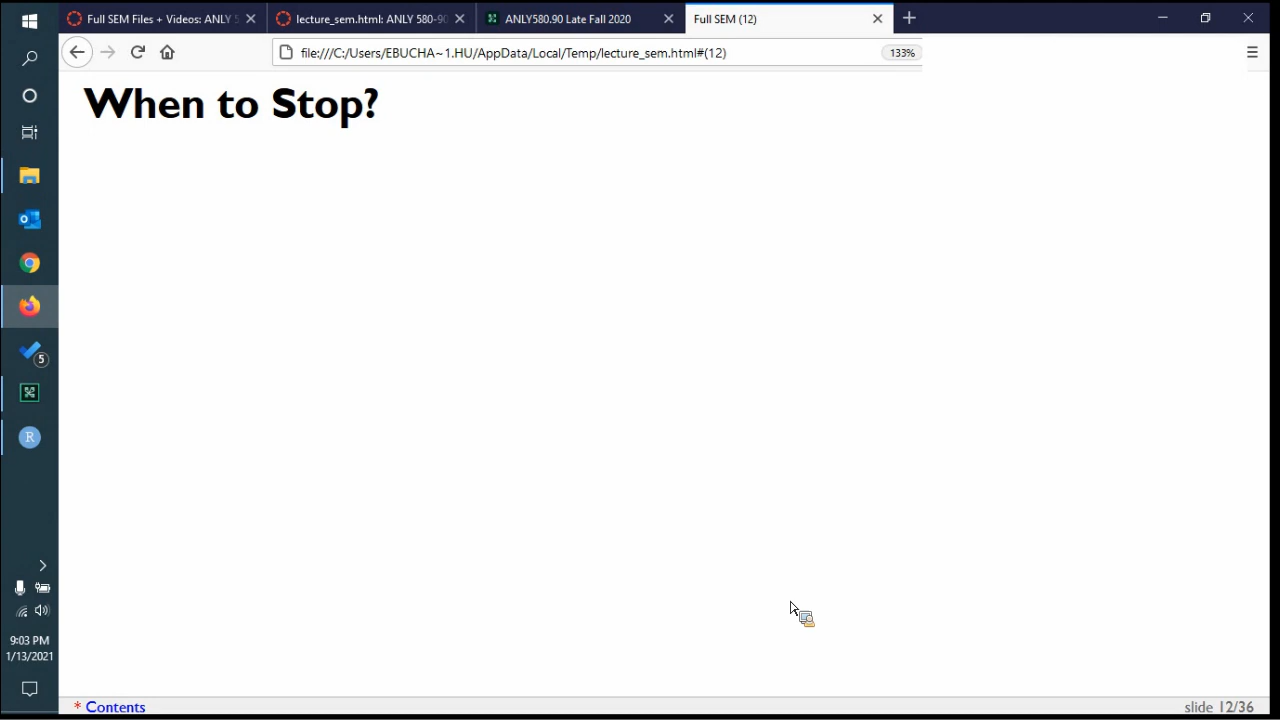 Full SEM Files + Videos: ANLY 5
lecture_sem.html: ANLY 580-90
ANLY580.90 Late Fall 2020
Full SEM (12)
file:///C:/Users/EBUCHA~1.HU/AppData/Local/Temp/lecture_sem.html#(12)
133%
When to Stop?
5
R
9:03 PM
1/13/2021
* Contents
slide 12/36